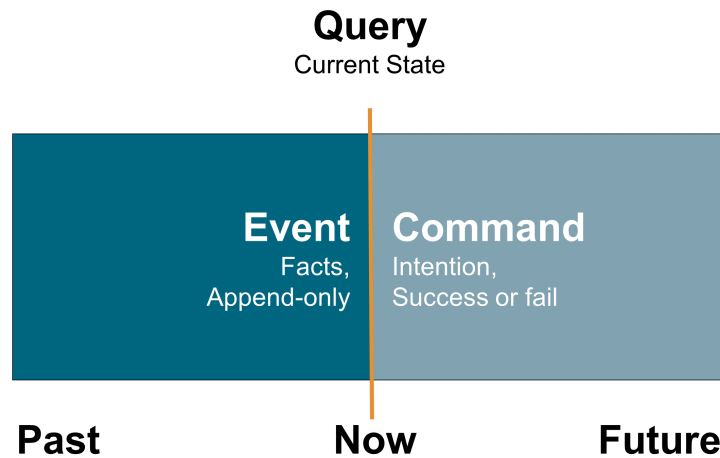 Query
Current State
Event
Facts,
Append-only
Command
Intention,
Success or fail
Past
Now
Future